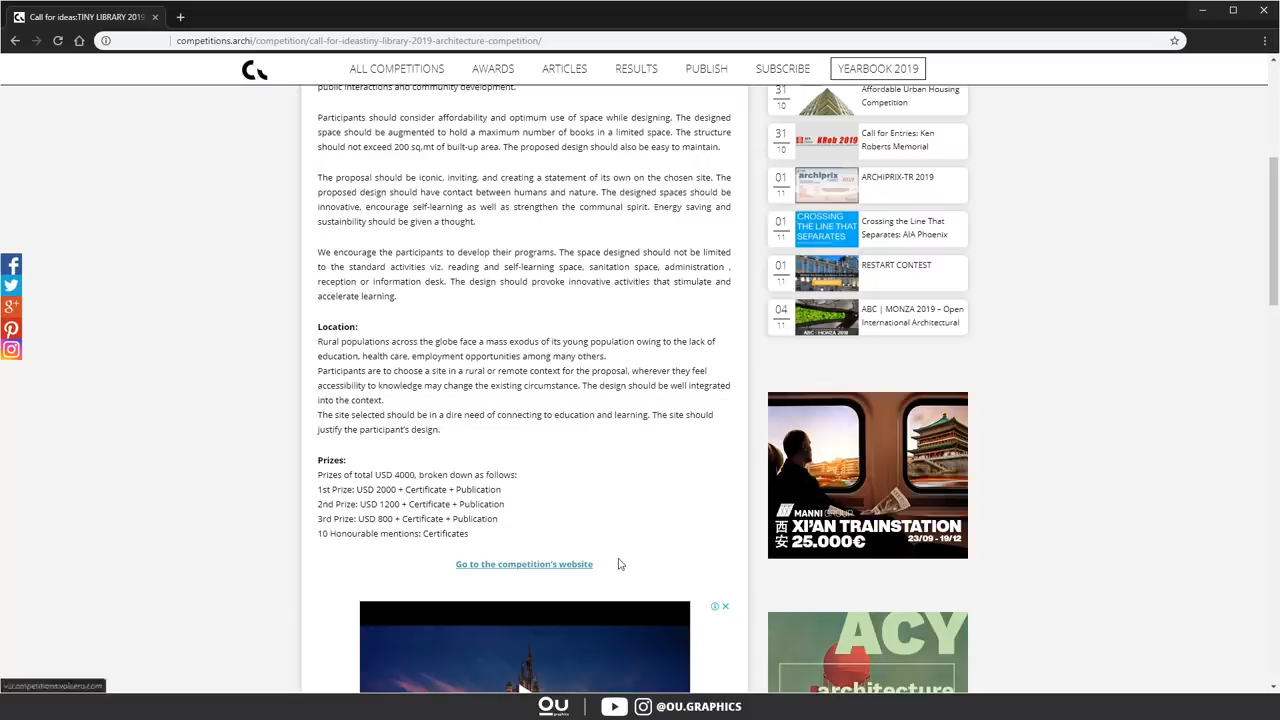 Call for ideas:TINY LIBRARY 2019
competitions.archi/competition/call-for-ideastiny-library-2019-architecture-competition/
ALL COMPETITIONS AWARDS ARTICLES RESULTS PUBLISH SUBSCRIBE YEARBOOK 2019
public interactions and community development.
Participants should consider affordability and optimum use of space while designing. The designed
space should be augmented to hold a maximum number of books in a limited space. The structure
should not exceed 200 sq.mt of built-up area. The proposed design should also be easy to maintain.
The proposal should be iconic, inviting, and creating a statement of its own on the chosen site. The
proposed design should have contact between humans and nature. The designed spaces should be
innovative, encourage self-learning as well as strengthen the communal spirit. Energy saving and
sustainbility should be given a thought.
We encourage the participants to develop their programs. The space designed should not be limited
to the standard activities viz. reading and self-learning space, sanitation space, administration ,
reception or information desk. The design should provoke innovative activities that stimulate and
accelerate learning.
Location:
Rural populations across the globe face a mass exodus of its young population owing to the lack of
education, health care, employment opportunities among many others.
Participants are to choose a site in a rural or remote context for the proposal, wherever they feel
accessibility to knowledge may change the existing circumstance. The design should be well integrated
into the context.
The site selected should be in a dire need of connecting to education and learning. The site should
justify the participant's design.
Prizes:
Prizes of total USD 4000, broken down as follows:
1st Prize: USD 2000 + Certificate + Publication
2nd Prize: USD 1200 + Certificate + Publication
3rd Prize: USD 800 + Certificate + Publication
10 Honourable mentions: Certificates
Go to the competition's website
31
10
Affordable Urban Housing
Competition
31
10
KRob 2019
Call for Entries: Ken
Roberts Memorial
01
11
archiprix
ARCHIPRIX-TR 2019
01
11
CROSSING
THE LINE THAT
SEPARATES
Crossing the Line That
Separates: AIA Phoenix
01
11
RESTART CONTEST
04
11
ABC | MONZA 2019
ABC | MONZA 2019 – Open
International Architectural
MANNI GROUP
西安
XI'AN TRAINSTATION
25.000€ 23/09 - 19/12
ACY
architecture
OU
graphics
@OU.GRAPHICS